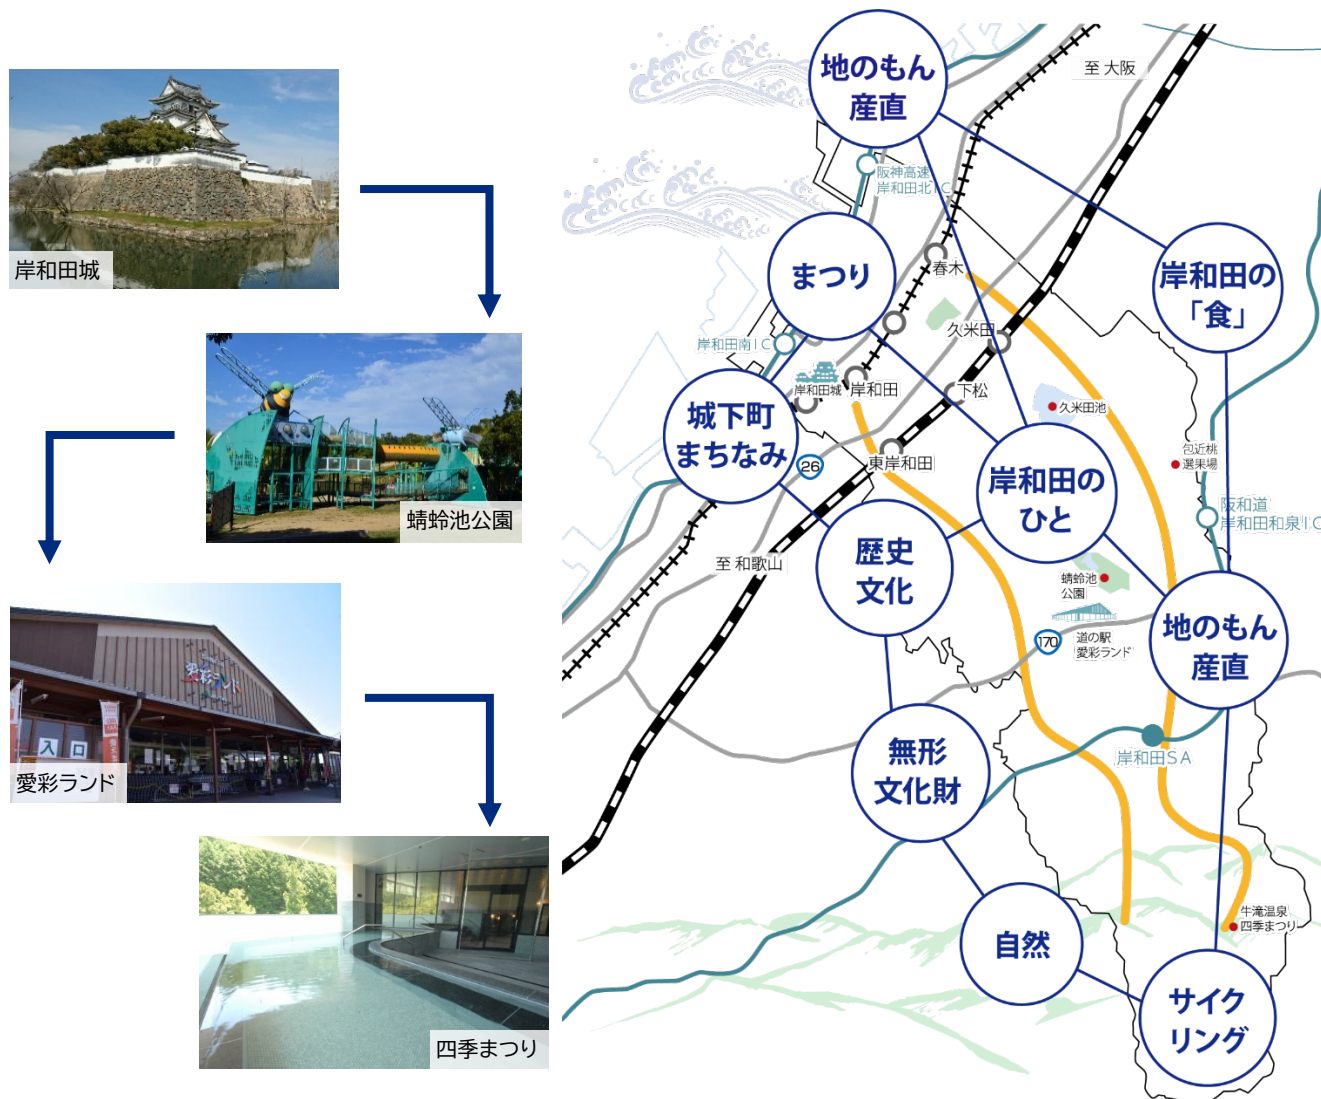 岸和田城
蜻蛉池公園
愛彩ランド
入口
愛彩ランド
四季まつり
地のもん
産直
至 大阪
阪神高速
岸和田北IC
まつり
春木
岸和田の
「食」
岸和田南IC
久米田
岸和田城
岸和田
下松
久米田池
城下町
まちなみ
26
東岸和田
包近桃
選果場
岸和田の
ひと
阪和道
岸和田和泉IC
歴史
文化
至 和歌山
蜻蛉池
公園
170
道の駅
愛彩ランド
地のもん
産直
無形
文化財
岸和田SA
牛滝温泉
四季まつり
自然
サイク
リング